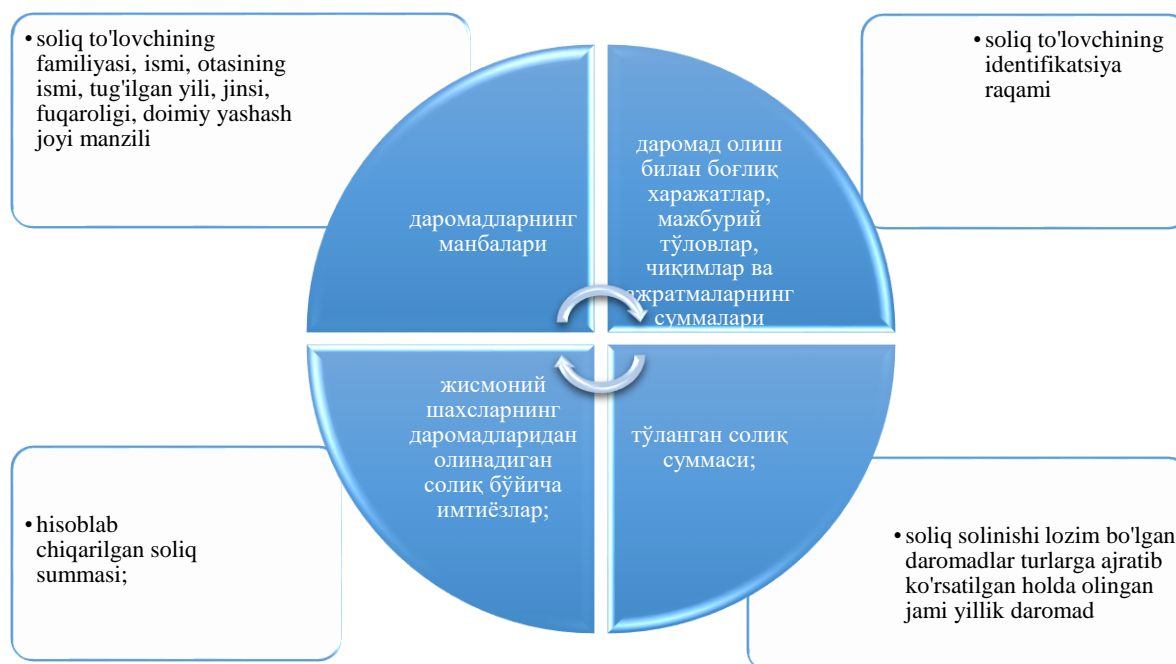 • soliq to'lovchining
familiyasi, ismi, otasining
ismi, tug'ilgan yili, jinsi,
fuqaroligi, doimiy yashash
joyi manzili
• soliq to'lovchining
identifikatsiya
raqami
даромадларнинг
манбалари
даромад олиш
билан боғлиқ
харажатлар,
мажбурий
тўловлар,
чиқимлар ва
ажратмаларнинг
суммалари
жисмоний
шахсларнинг
даромадларидан
олинадиган
солиқ бўйича
имтиёзлар;
тўланган солиқ
суммаси;
• hisoblab
chiqarilgan soliq
summasi;
• soliq solinishi lozim bo'lgan
daromadlar turlarga ajratib
ko'rsatilgan holda olingan
jami yillik daromad